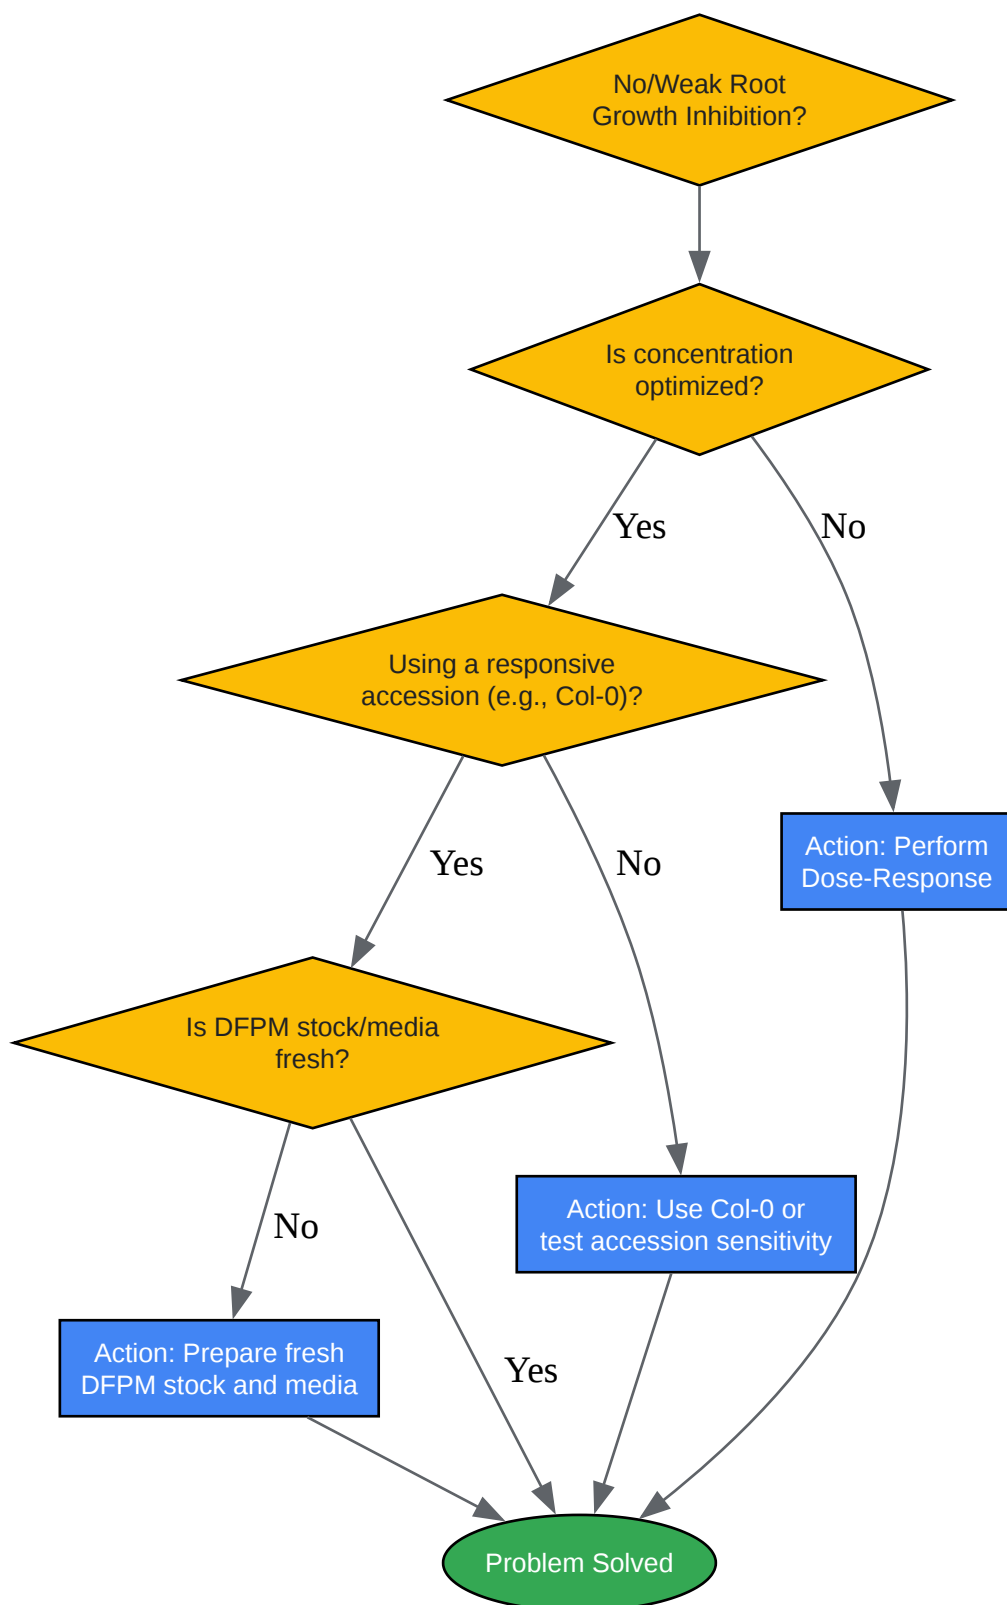 No/Weak Root
Growth Inhibition?
Is concentration
optimized?
Yes
No
Using a responsive
accession (e.g., Col-0)?
Yes
No
Action: Perform
Dose-Response
Is DFPM stock/media
fresh?
No
Action: Use Col-0 or
test accession sensitivity
Action: Prepare fresh
DFPM stock and media
Yes
Problem Solved